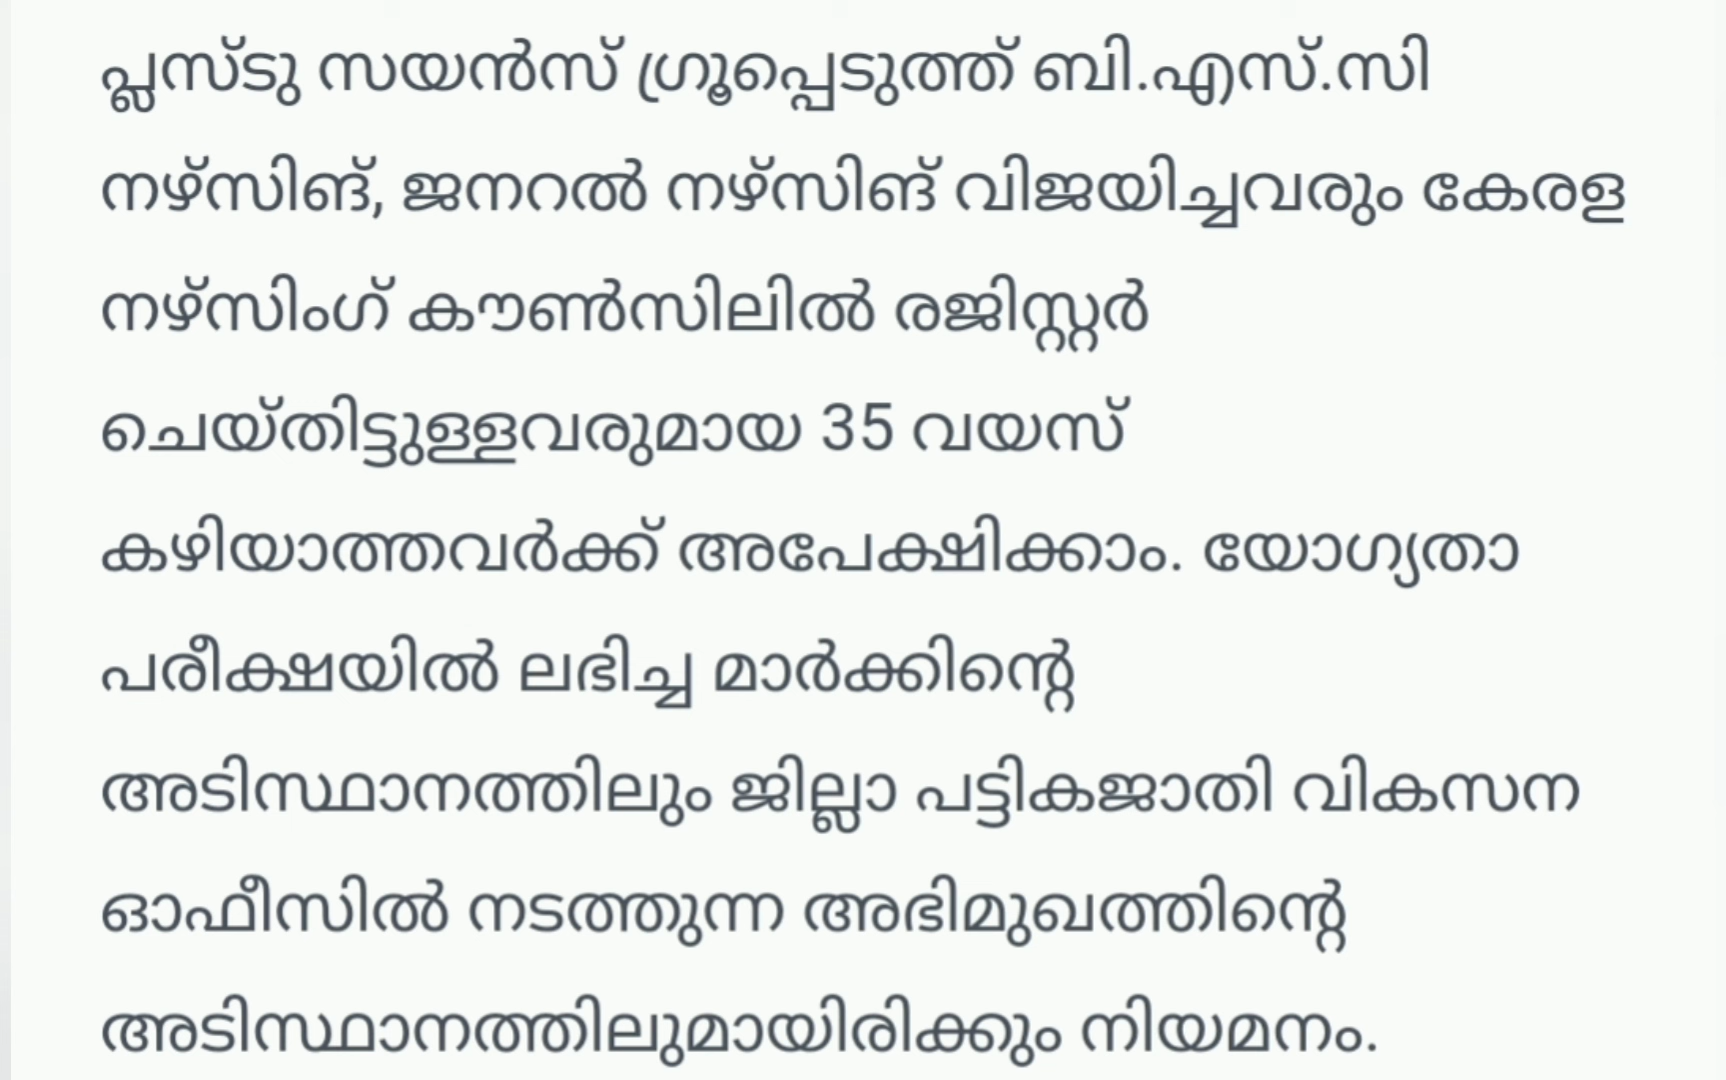 പ്ലസ്ടു സയൻസ് ഗ്രൂപ്പെടുത്ത് ബി.എസ്.സി
നഴ്സിങ്, ജനറൽ നഴ്സിങ് വിജയിച്ചവരും കേരള
നഴ്സിംഗ് കൗൺസിലിൽ രജിസ്റ്റർ
ചെയ്തിട്ടുള്ളവരുമായ 35 വയസ്
കഴിയാത്തവർക്ക് അപേക്ഷിക്കാം. യോഗ്യതാ
പരീക്ഷയിൽ ലഭിച്ച മാർക്കിന്റെ
അടിസ്ഥാനത്തിലും ജില്ലാ പട്ടികജാതി വികസന
ഓഫീസിൽ നടത്തുന്ന അഭിമുഖത്തിന്റെ
അടിസ്ഥാനത്തിലുമായിരിക്കും നിയമനം.